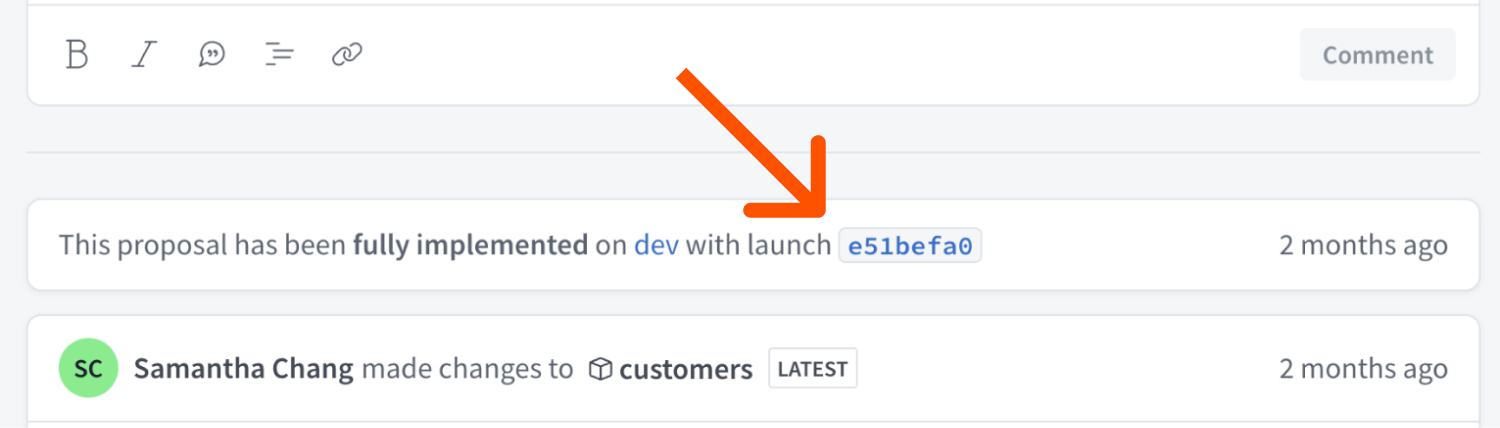 B I Comment
This proposal has been fully implemented on dev with launch e51befa0 2 months ago
SC Samantha Chang made changes to customers LATEST 2 months ago